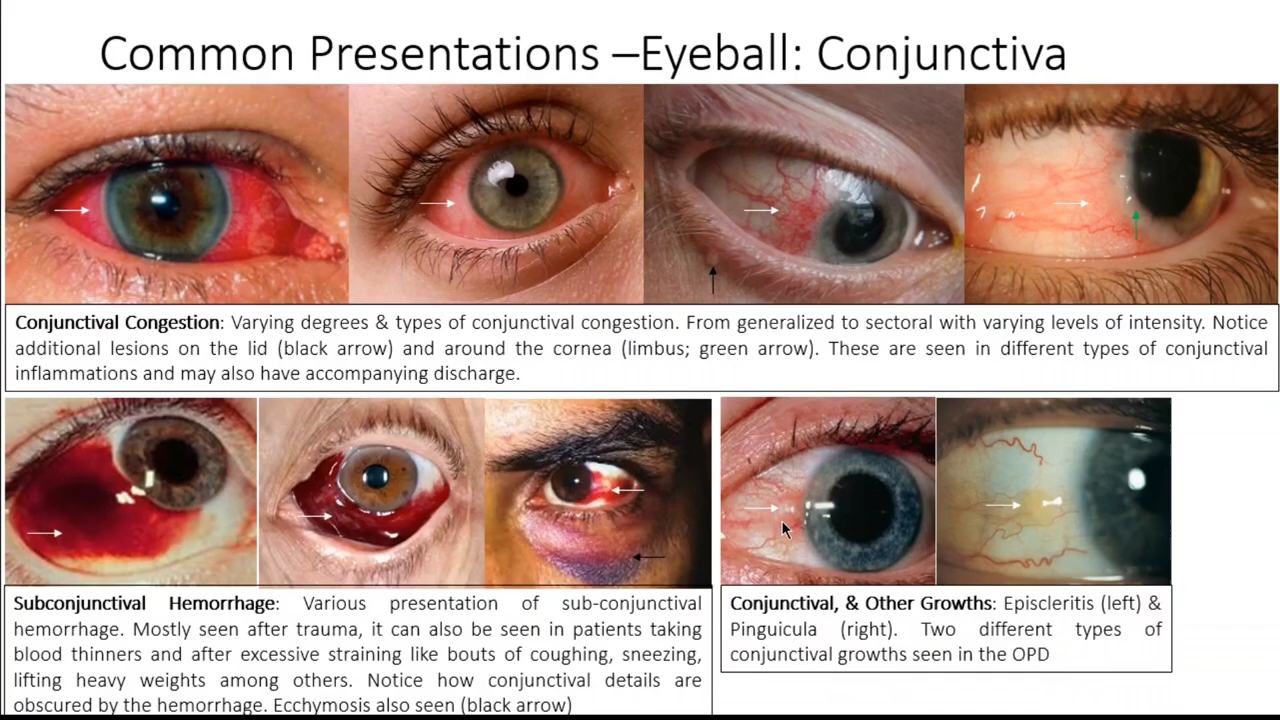 Common Presentations –Eyeball: Conjunctiva
Conjunctival Congestion: Varying degrees & types of conjunctival congestion. From generalized to sectoral with varying levels of intensity. Notice
additional lesions on the lid (black arrow) and around the cornea (limbus; green arrow). These are seen in different types of conjunctival
inflammations and may also have accompanying discharge.
Subconjunctival Hemorrhage: Various presentation of sub-conjunctival
hemorrhage. Mostly seen after trauma, it can also be seen in patients taking
blood thinners and after excessive straining like bouts of coughing, sneezing,
lifting heavy weights among others. Notice how conjunctival details are
obscured by the hemorrhage. Ecchymosis also seen (black arrow)
Conjunctival, & Other Growths: Episcleritis (left) &
Pinguicula (right). Two different types of
conjunctival growths seen in the OPD